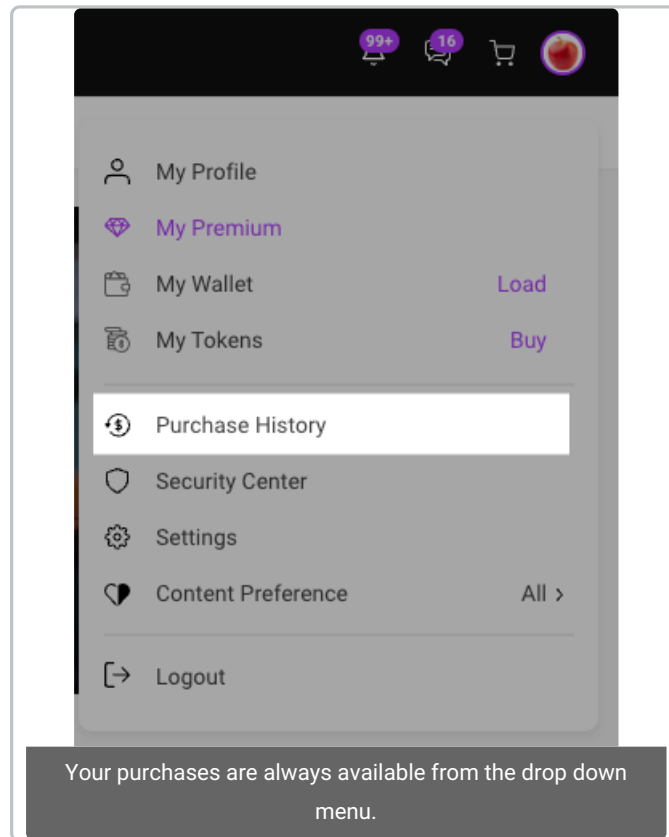 99+ 16
My Profile
My Premium
My Wallet Load
My Tokens Buy
Purchase History
Security Center
Settings
Content Preference All >
Logout
Your purchases are always available from the drop down
menu.